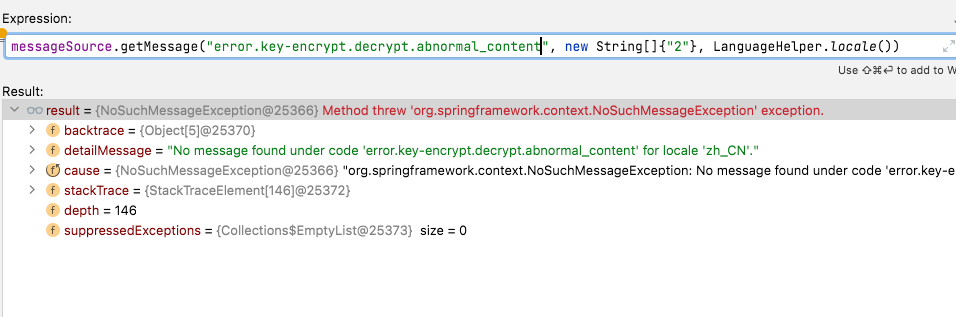 Expression:
messageSource.getMessage("error.key-encrypt.decrypt.abnormal_content", new String[]{"2"}, LanguageHelper.locale())
Use ⇧⌘⏎ to add to W
Result:
result = {NoSuchMessageException@25366} Method threw 'org.springframework.context.NoSuchMessageException' exception.
f backtrace = {Object[5]@25370}
f detailMessage = "No message found under code 'error.key-encrypt.decrypt.abnormal_content' for locale 'zh_CN'."
f cause = {NoSuchMessageException@25366} "org.springframework.context.NoSuchMessageException: No message found under code 'error.key-e
f stackTrace = {StackTraceElement[146]@25372}
f depth = 146
f suppressedExceptions = {Collections$EmptyList@25373} size = 0